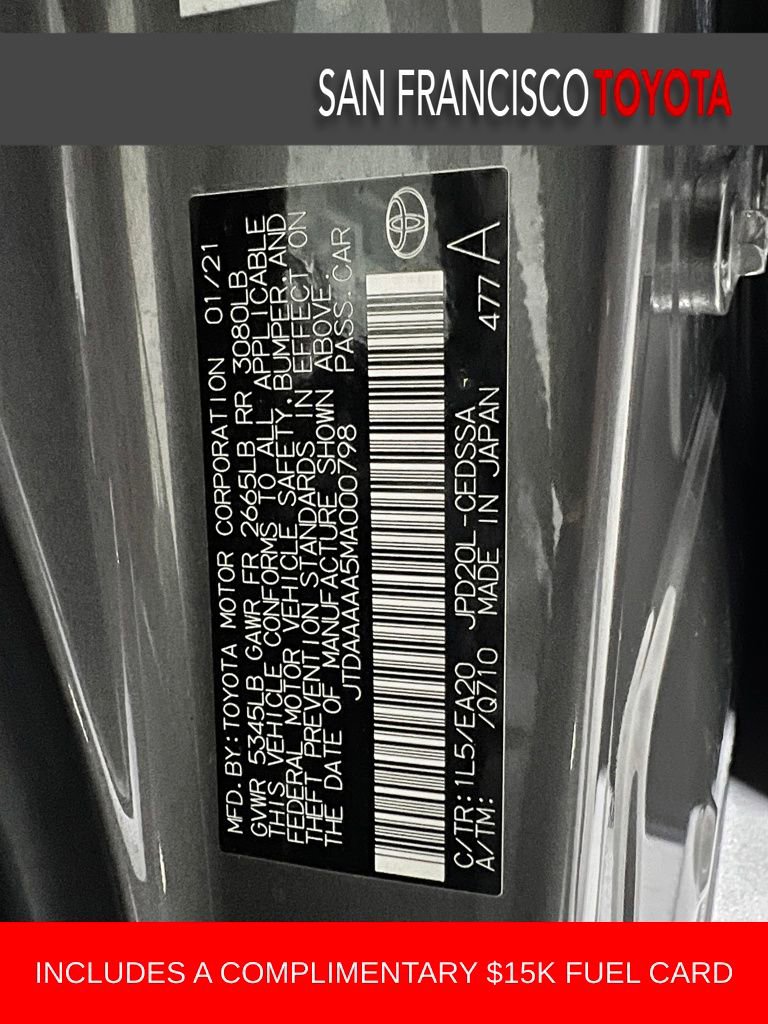 SAN FRANCISCO TOYOTA
MFD.BY:TOYOTA MOTOR CORPORATION 01/21
GVWR 5345LB GAWR FR 2665LB RR 3080LB
THIS VEHICLE CONFORMS TO ALL APPLICABLE
FEDERAL MOTOR VEHICLE SAFETY,BUMPER,AND
THEFT PREVENTION STANDARDS IN EFFECT ON
THE DATE OF MANUFACTURE SHOWN ABOVE.
JTDAAAAA5MA000798 PASS.CAR
C/TR: 1L5/EA20 JPD20L-CEDSSA
A/TM: /Q710 MADE IN JAPAN 477 A
INCLUDES A COMPLIMENTARY $15K FUEL CARD